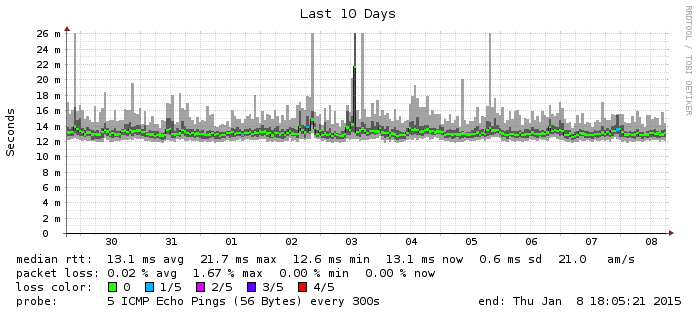 Last 10 Days
RRDTOOL / TOBI OETIKER
Seconds
26 m
24 m
22 m
20 m
18 m
16 m
14 m
12 m
10 m
8 m
6 m
4 m
2 m
0
30 31 01 02 03 04 05 06 07 08
median rtt: 13.1 ms avg 21.7 ms max 12.6 ms min 13.1 ms now 0.6 ms sd 21.0 am/s
packet loss: 0.02 % avg 1.67 % max 0.00 % min 0.00 % now
loss color: 0 1/5 2/5 3/5 4/5
probe: 5 ICMP Echo Pings (56 Bytes) every 300s end: Thu Jan 8 18:05:21 2015